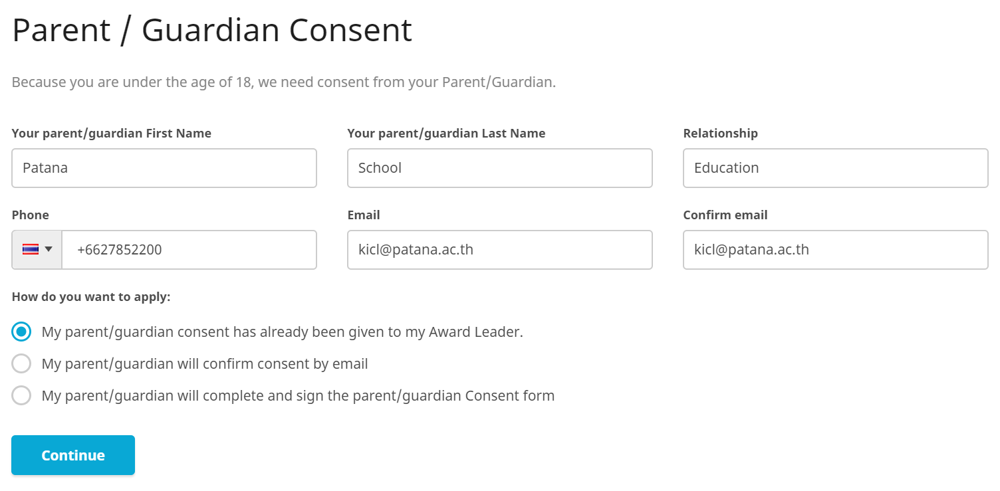 Parent / Guardian Consent
Because you are under the age of 18, we need consent from your Parent/Guardian.
Your parent/guardian First Name
Your parent/guardian Last Name
Relationship
Patana
School
Education
Phone
Email
Confirm email
+6627852200
kicl@patana.ac.th
kicl@patana.ac.th
How do you want to apply:
My parent/guardian consent has already been given to my Award Leader.
My parent/guardian will confirm consent by email
My parent/guardian will complete and sign the parent/guardian Consent form
Continue